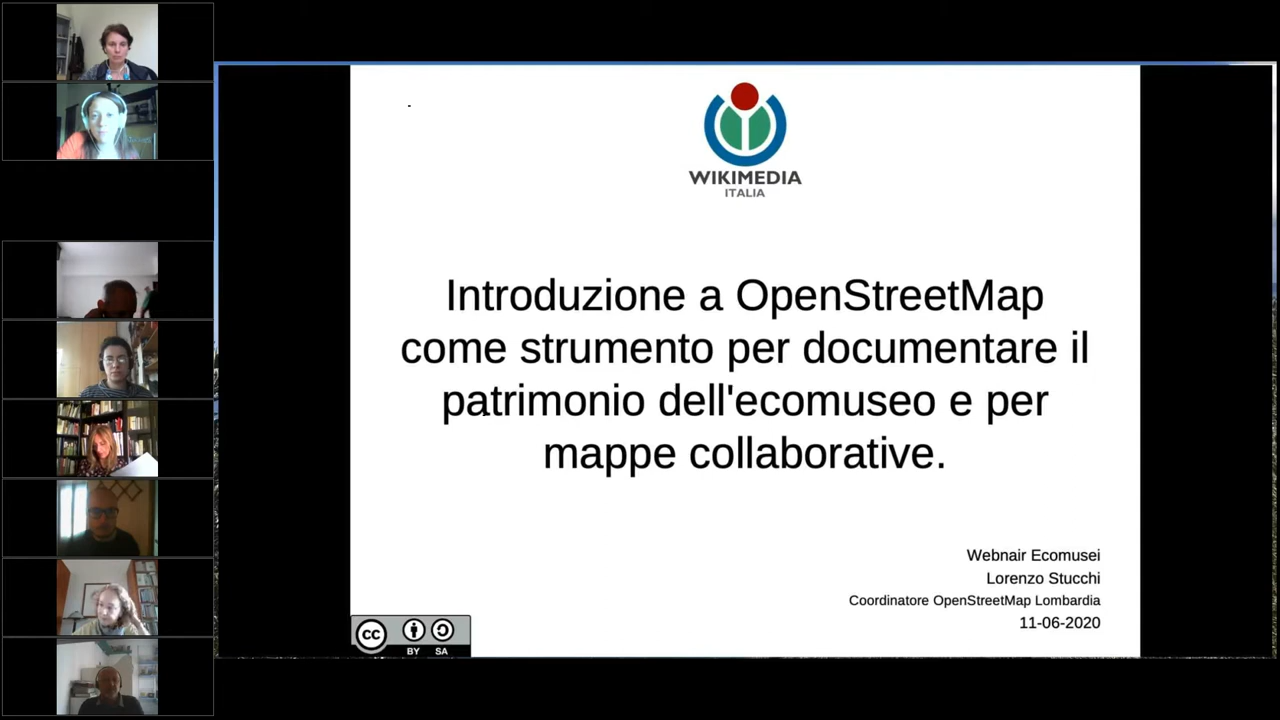 WIKIMEDIA
ITALIA
Introduzione a OpenStreetMap
come strumento per documentare il
patrimonio dell'ecomuseo e per
mappe collaborative.
Webnair Ecomusei
Lorenzo Stucchi
Coordinatore OpenStreetMap Lombardia
11-06-2020
cc
BY SA